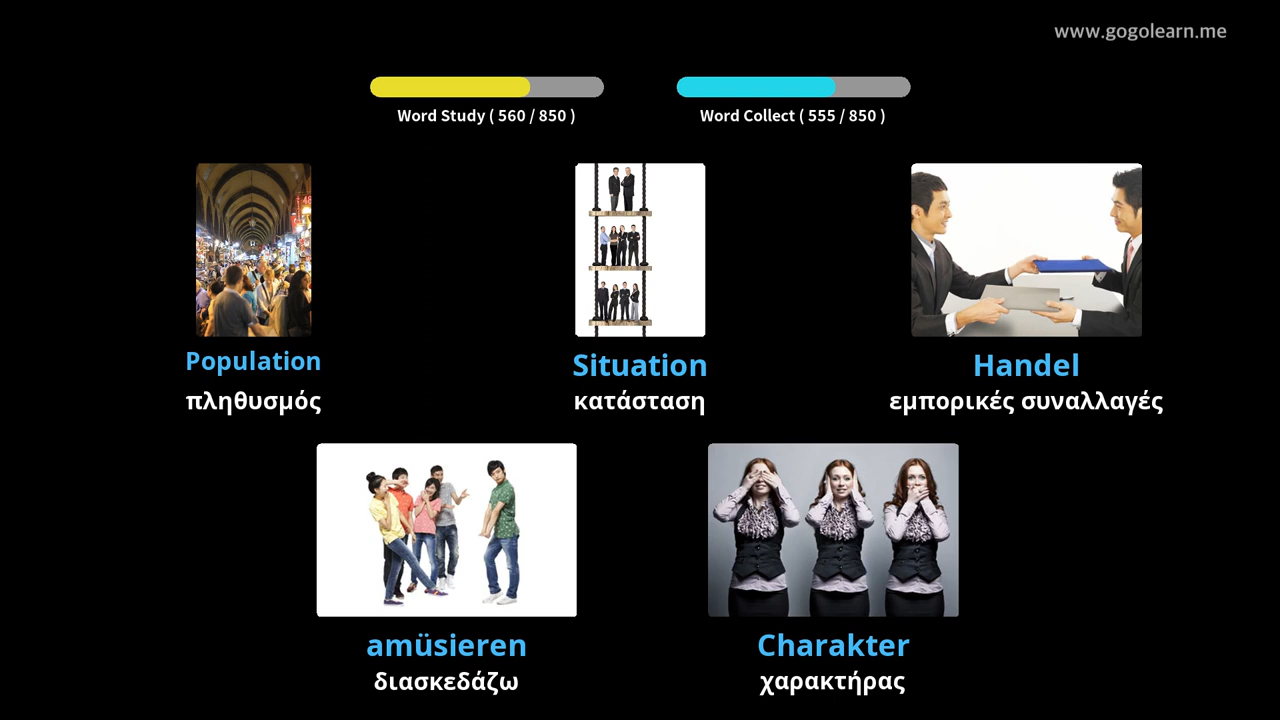 www.gogolearn.me
Word Study ( 560 / 850 )
Word Collect ( 555 / 850 )
Population
πληθυσμός
Situation
κατάσταση
Handel
εμπορικές συναλλαγές
amüsieren
διασκεδάζω
Charakter
χαρακτήρας